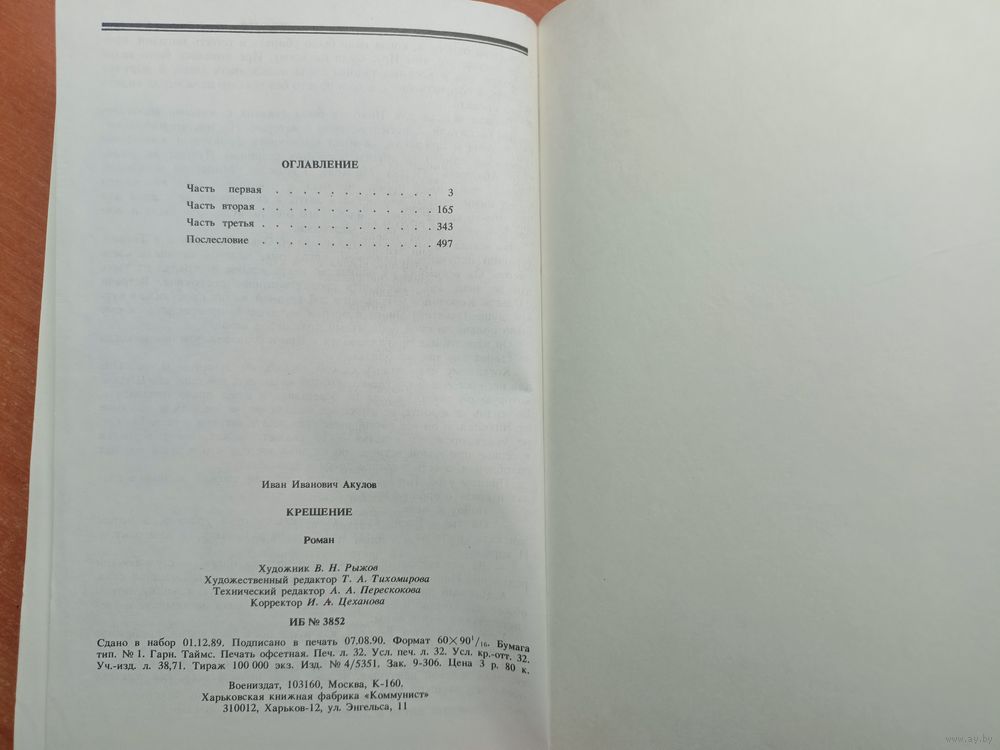 ОГЛАВЛЕНИЕ
Часть первая . . . . . . . . . . . . 3
Часть вторая . . . . . . . . . . . . . 165
Часть третья . . . . . . . . . . . . . 343
Послесловие . . . . . . . . . . . . . 497
Иван Иванович Акулов
КРЕЩЕНИЕ
Роман
Художник В. Н. Рыжов
Художественный редактор Т. А. Тихомирова
Технический редактор А. А. Перескокова
Корректор И. А. Цеханова
ИБ № 3852
Сдано в набор 01.12.89. Подписано в печать 07.08.90. Формат 60×90¹/₁₆. Бумага
тип. № 1. Гарн. Таймс. Печать офсетная. Печ. л. 32. Усл. печ. л. 32. Усл. кр.-отт. 32.
Уч.-изд. л. 38,71. Тираж 100 000 экз. Изд. № 4/5351. Зак. 9-306. Цена 3 р. 80 к.
Воениздат, 103160, Москва, К-160.
Харьковская книжная фабрика «Коммунист»
310012, Харьков-12, ул. Энгельса, 11
www.ay.by